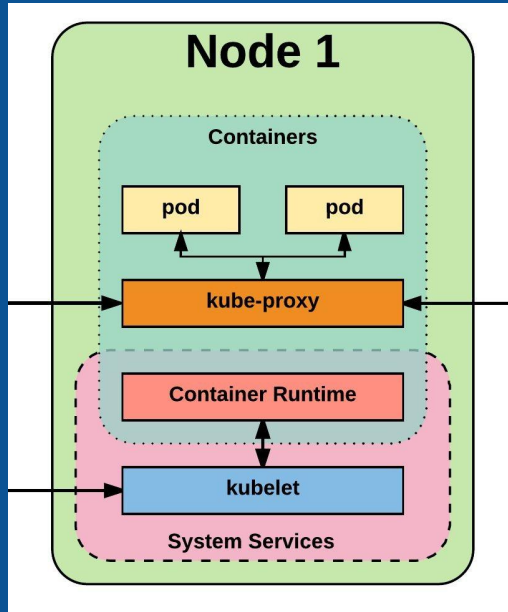 Node 1
Containers
pod
pod
kube-proxy
Container Runtime
kubelet
System Services